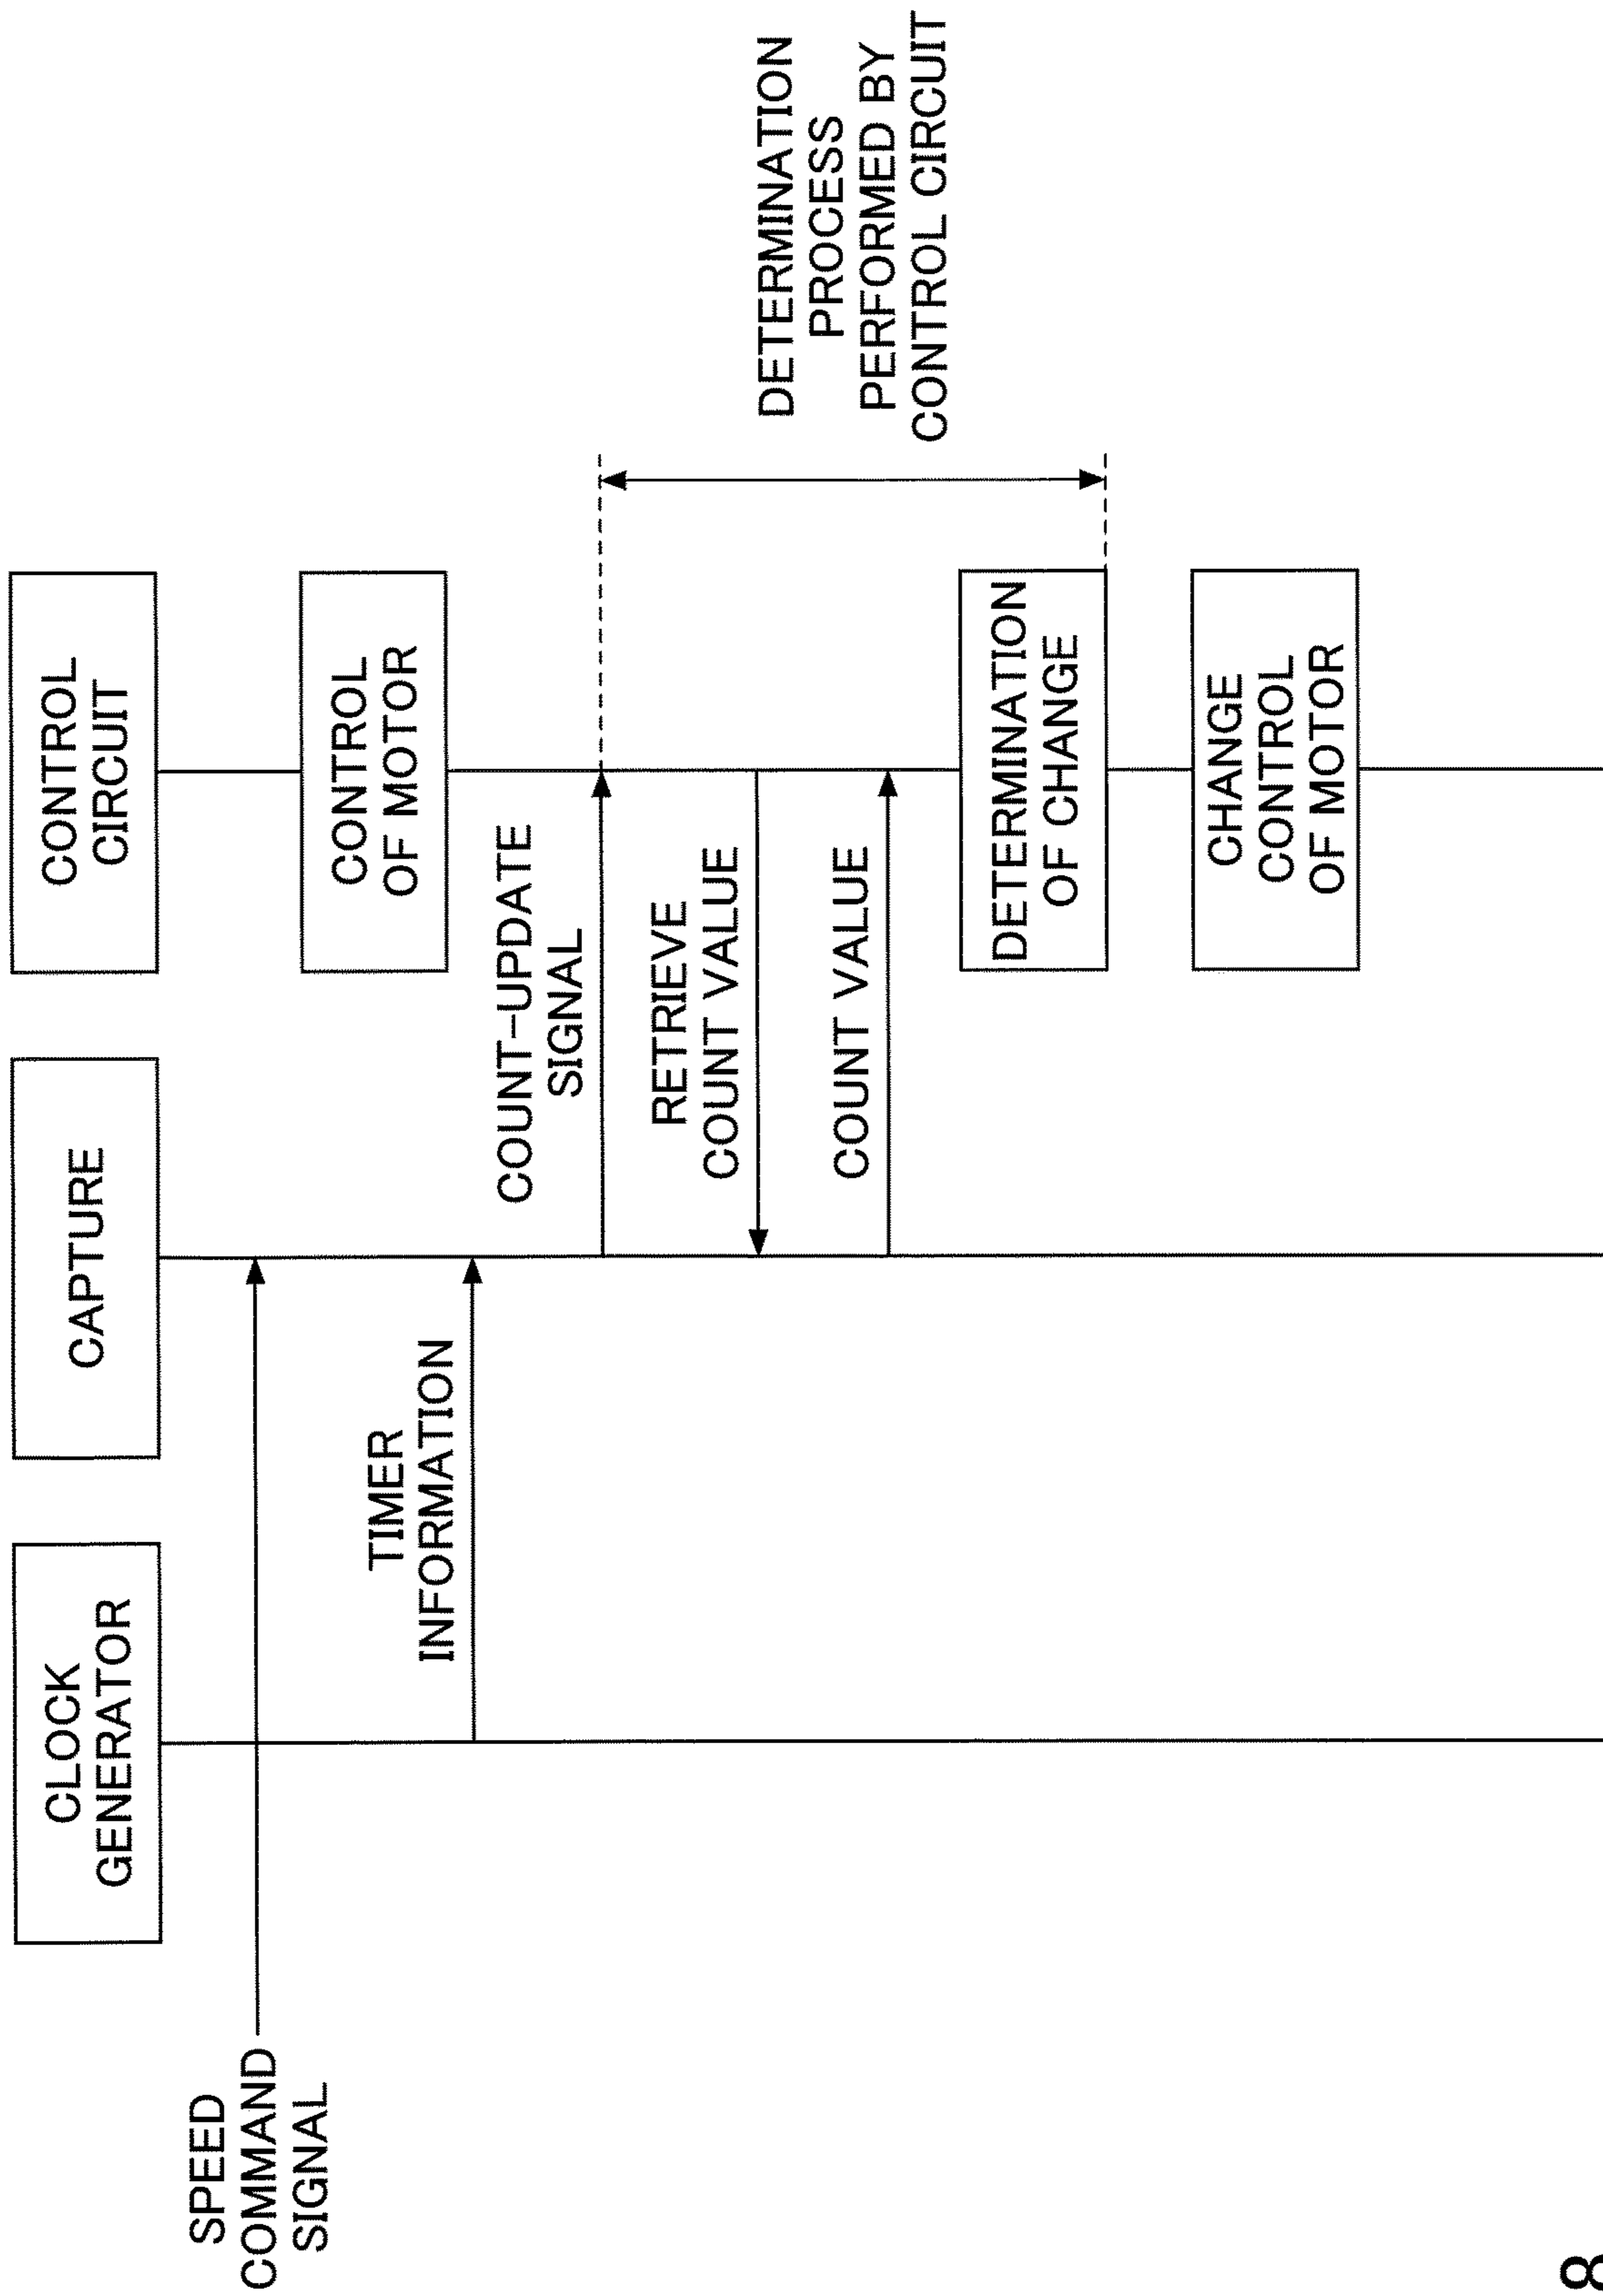 CLOCK
GENERATOR
CAPTURE
CONTROL
CIRCUIT
SPEED
COMMAND
SIGNAL
CONTROL
OF MOTOR
TIMER
INFORMATION
COUNT-UPDATE
SIGNAL
RETRIEVE
COUNT VALUE
COUNT VALUE
DETERMINATION
PROCESS
PERFORMED BY
CONTROL CIRCUIT
DETERMINATION
OF CHANGE
CHANGE
CONTROL
OF MOTOR
8